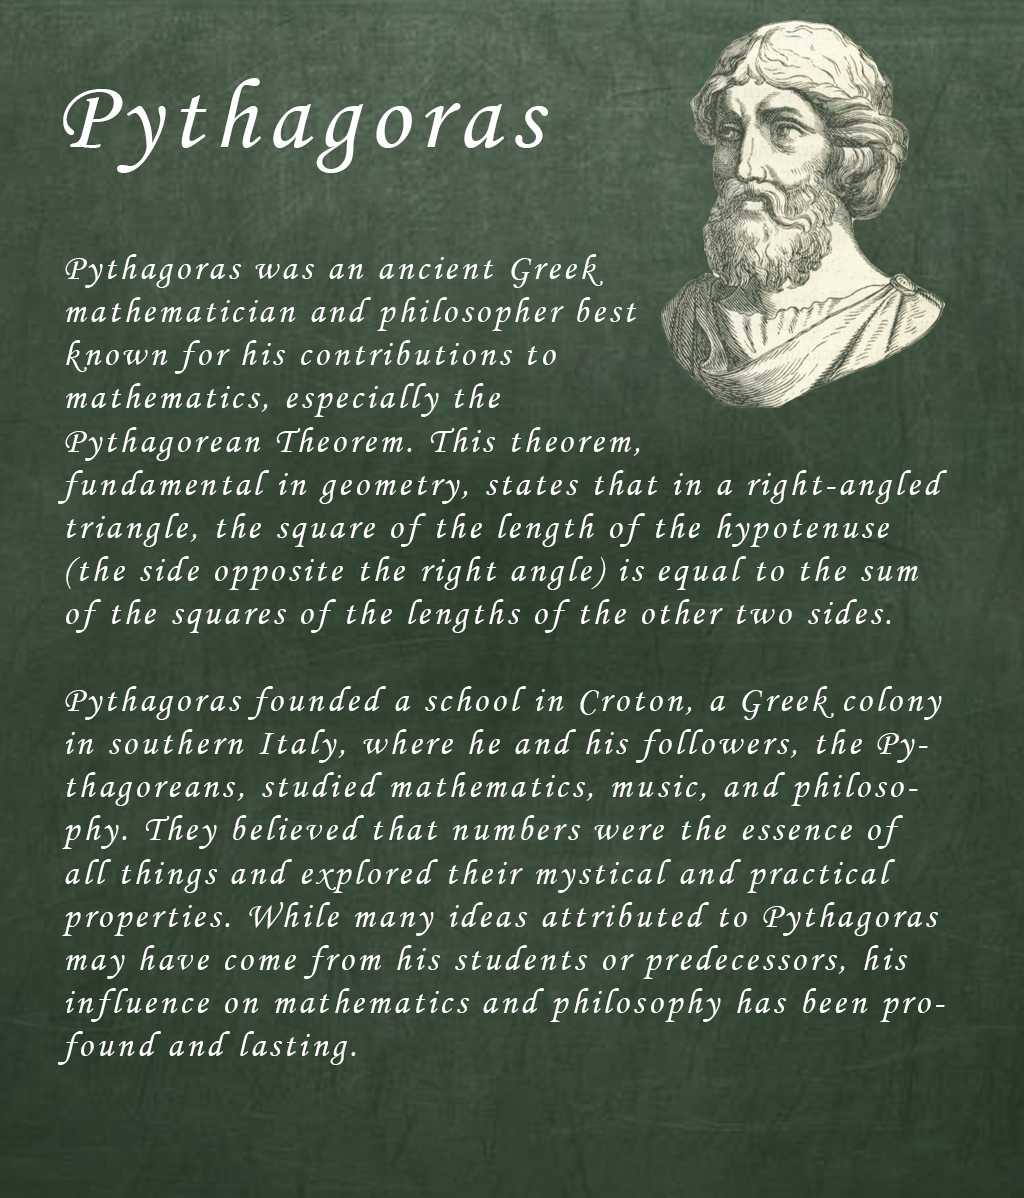 Pythagoras
Pythagoras was an ancient Greek
mathematician and philosopher best
known for his contributions to
mathematics, especially the
Pythagorean Theorem. This theorem,
fundamental in geometry, states that in a right-angled
triangle, the square of the length of the hypotenuse
(the side opposite the right angle) is equal to the sum
of the squares of the lengths of the other two sides.
Pythagoras founded a school in Croton, a Greek colony
in southern Italy, where he and his followers, the Py-
thagoreans, studied mathematics, music, and philoso-
phy. They believed that numbers were the essence of
all things and explored their mystical and practical
properties. While many ideas attributed to Pythagoras
may have come from his students or predecessors, his
influence on mathematics and philosophy has been pro-
found and lasting.